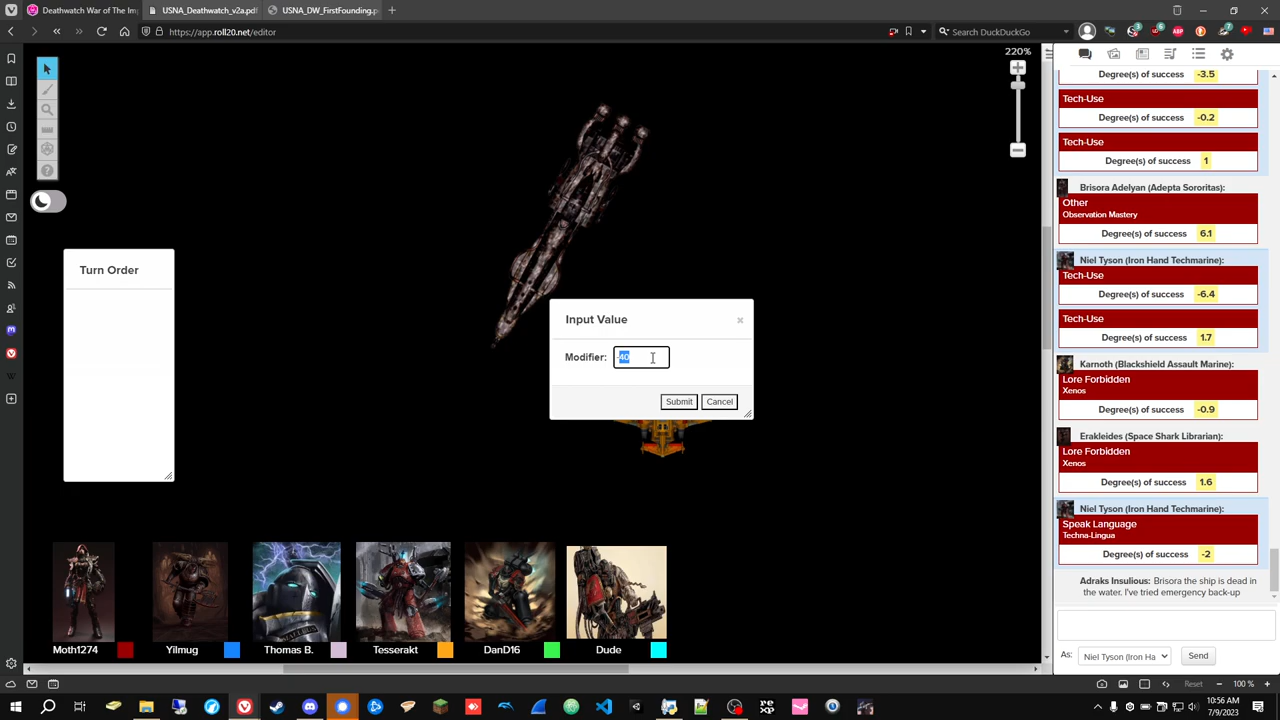 Deathwatch War of The Imp
USNA_Deathwatch_v2a.pdf
USNA_DW_FirstFounding.p
https://app.roll20.net/editor
Search DuckDuckGo
220%
Turn Order
Input Value
Modifier: -40
Submit
Cancel
Degree(s) of success -3.5
Tech-Use
Degree(s) of success -0.2
Tech-Use
Degree(s) of success 1
Brisora Adelyan (Adepta Sororitas):
Other
Observation Mastery
Degree(s) of success 6.1
Niel Tyson (Iron Hand Techmarine):
Tech-Use
Degree(s) of success -6.4
Tech-Use
Degree(s) of success 1.7
Karnoth (Blackshield Assault Marine):
Lore Forbidden
Xenos
Degree(s) of success -0.9
Erakleides (Space Shark Librarian):
Lore Forbidden
Xenos
Degree(s) of success 1.6
Niel Tyson (Iron Hand Techmarine):
Speak Language
Techna-Lingua
Degree(s) of success -2
Adraks Insulious: Brisora the ship is dead in
the water. I've tried emergency back-up
As: Niel Tyson (Iron Ha
Send
Moth1274
Yilmug
Thomas B.
Tesserakt
DanD16
Dude
Reset
100 %
10:56 AM
7/9/2023